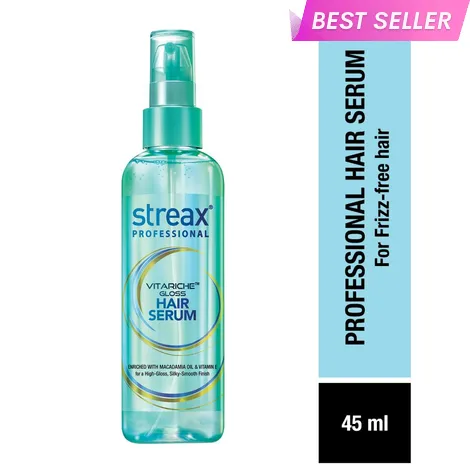 BEST SELLER
streax®
PROFESSIONAL
VITARICHE™
GLOSS
HAIR
SERUM
ENRICHED WITH MACADAMIA OIL & VITAMIN E
for a High-Gloss, Silky-Smooth Finish
PROFESSIONAL HAIR SERUM
For Frizz-free hair
45 ml